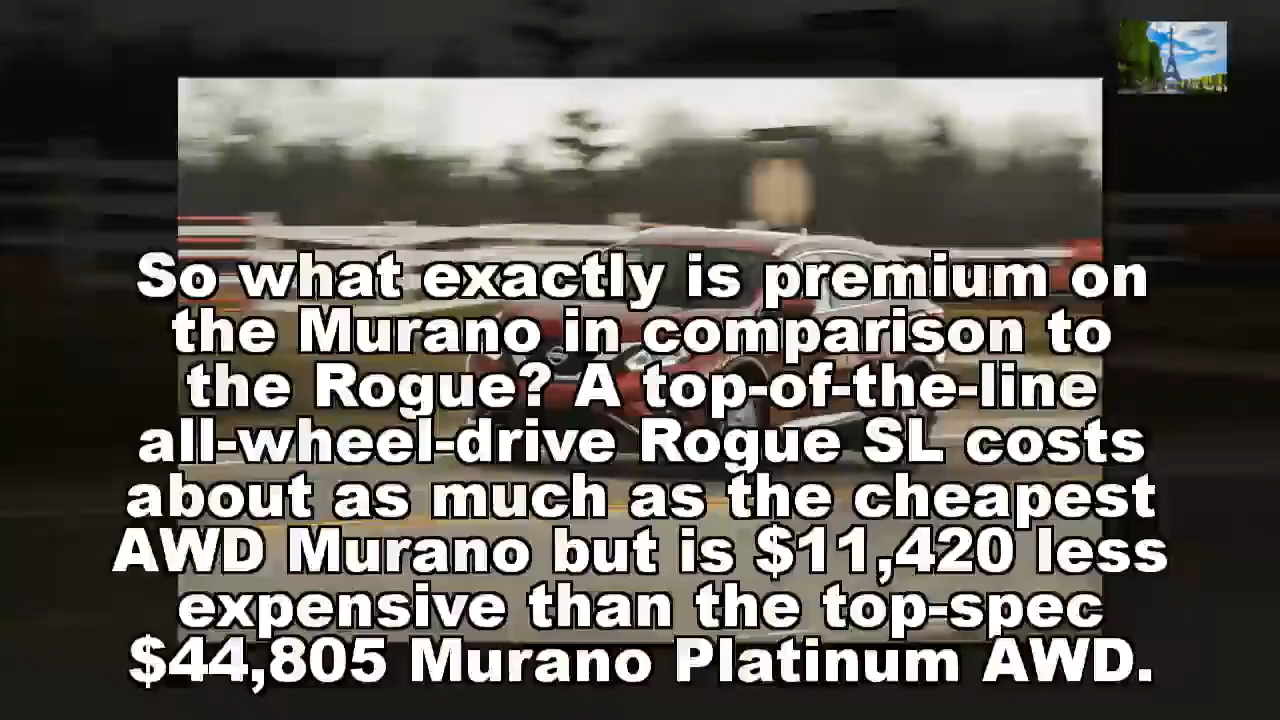 So what exactly is premium on
the Murano in comparison to
the Rogue? A top-of-the-line
all-wheel-drive Rogue SL costs
about as much as the cheapest
AWD Murano but is $11,420 less
expensive than the top-spec
$44,805 Murano Platinum AWD.